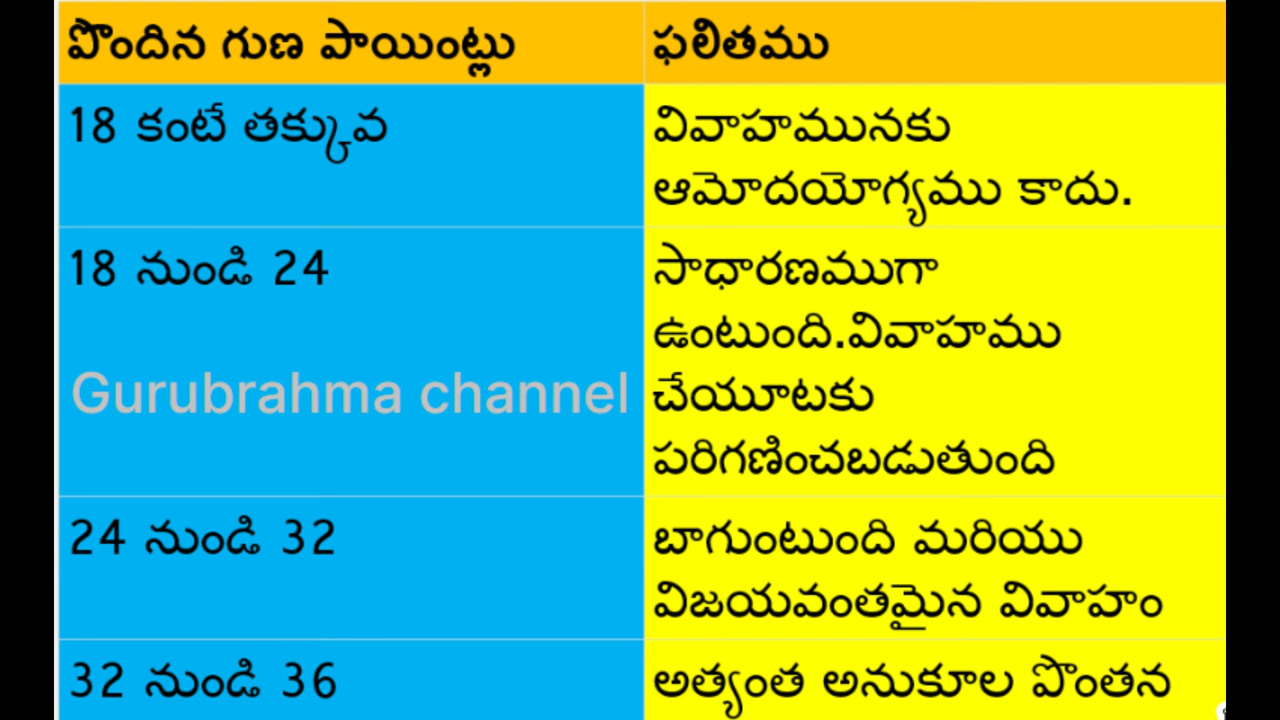 పొందిన గుణ పాయింట్లు ఫలితము
18 కంటే తక్కువ
వివాహమునకు
ఆమోదయోగ్యము కాదు.
18 నుండి 24
Gurubrahma channel
సాధారణముగా
ఉంటుంది.వివాహము
చేయూటకు
పరిగణించబడుతుంది
24 నుండి 32
బాగుంటుంది మరియు
విజయవంతమైన వివాహం
32 నుండి 36
అత్యంత అనుకూల పొంతన